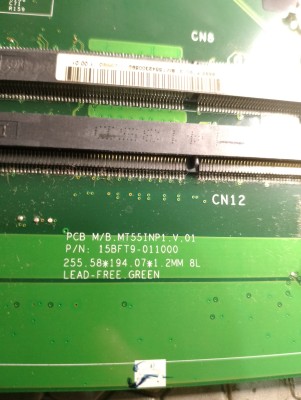 CN8
CN12
PCB M/B,MT55INP1,V.01
P/N: 15BFT9-011000
255.58*194.07*1.2MM 8L
LEAD-FREE,GREEN